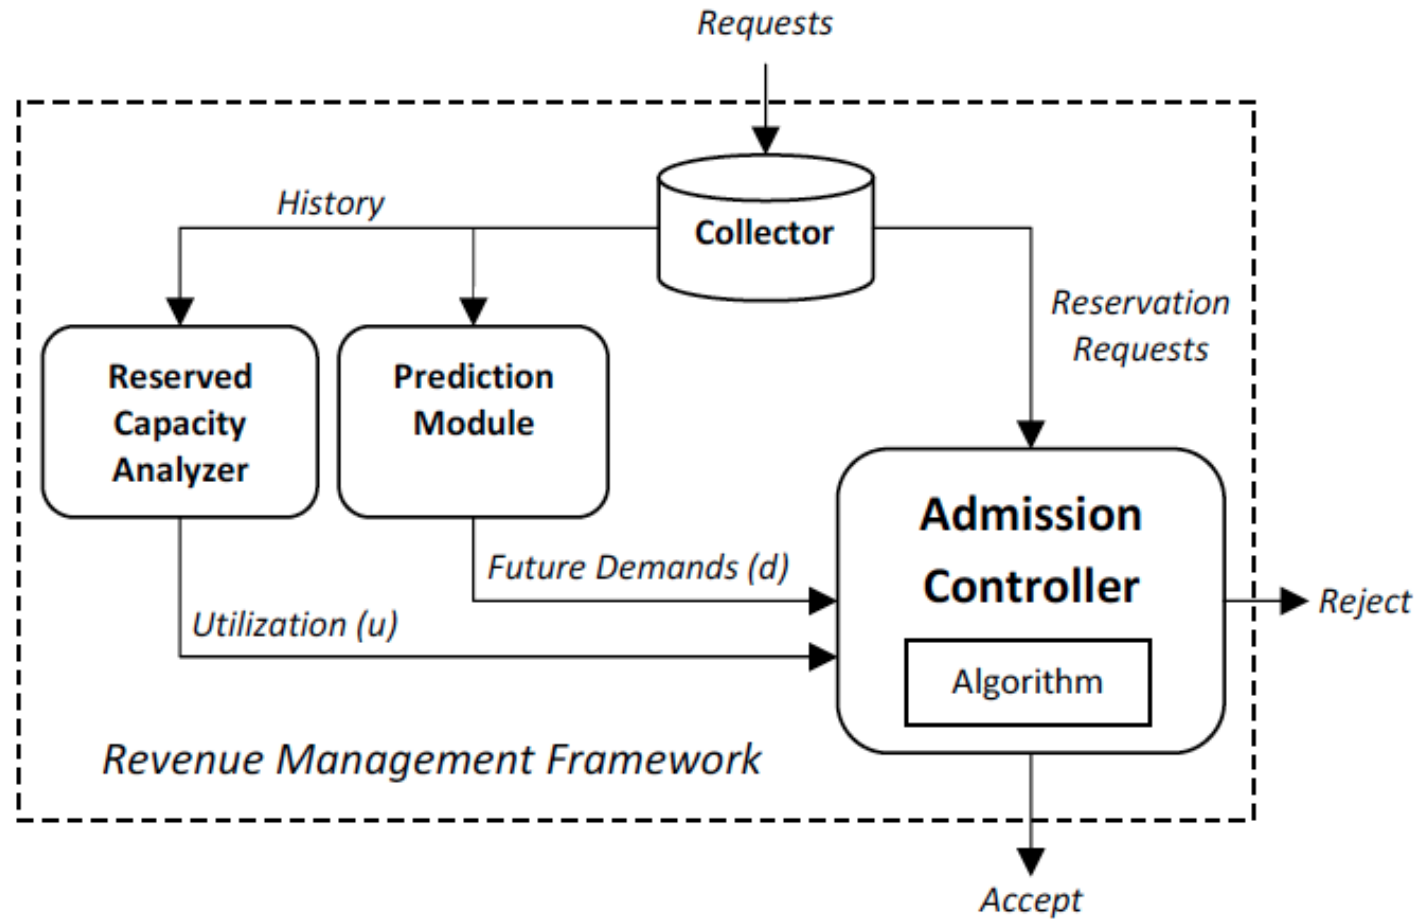 Requests
History
Collector
Reservation
Requests
Reserved
Capacity
Analyzer
Prediction
Module
Admission
Controller
Algorithm
Future Demands (d)
Utilization (u)
Reject
Revenue Management Framework
Accept